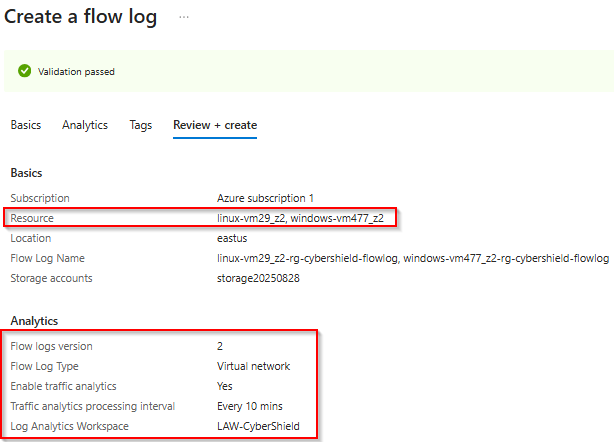 Create a flow log ...
Validation passed
Basics Analytics Tags Review + create
Basics
Subscription Azure subscription 1
Resource linux-vm29_z2, windows-vm477_z2
Location eastus
Flow Log Name linux-vm29_z2-rg-cybershield-flowlog, windows-vm477_z2-rg-cybershield-flowlog
Storage accounts storage20250828
Analytics
Flow logs version 2
Flow Log Type Virtual network
Enable traffic analytics Yes
Traffic analytics processing interval Every 10 mins
Log Analytics Workspace LAW-CyberShield